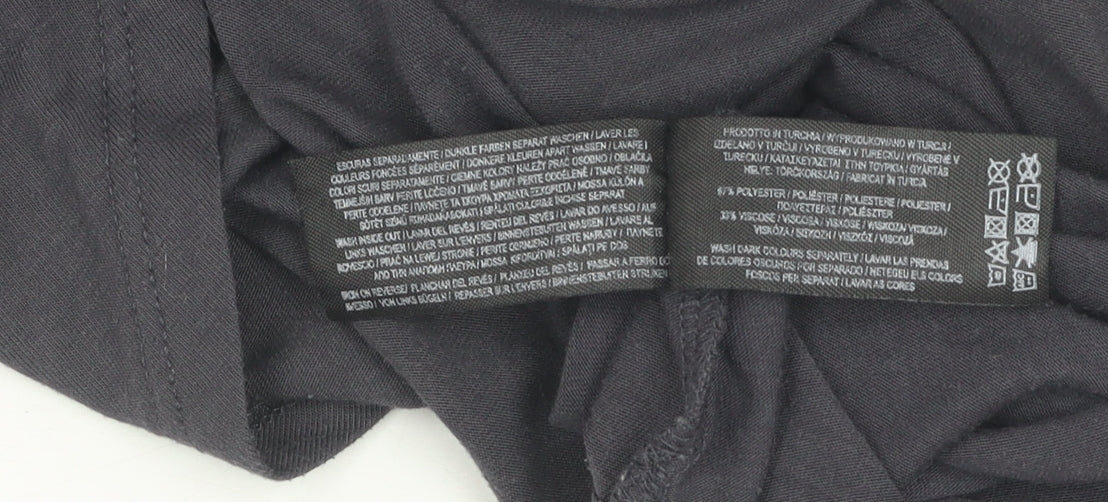 ESCURAS SEPARADAMENTE / DUNKLE FARBEN SEPARAT WASCHEN / LAVER LES
COULEURS FONCÉES SÉPARÉMENT / DONKERE KLEUREN APART WASSEN / LAVARE I
COLORI SCURI SEPARATAMENTE / CIEMNE KOLORY NALEŻY PRAĆ OSOBNO / OBLAČILA
TEMNEJŠIH BARV PERITE LOČENO / TMAVÉ BARVY PERTE ODDĚLENĚ / TMAVÉ FARBY
PERTE ODDELENE / ΠΛΥΝΕΤΕ ΤΑ ΣΚΟΥΡΑ ΧΡΩΜΑΤΑ ΞΕΧΩΡΙΣΤΑ / MOSSA KÜLÖN A
SÖTÉT SZÍNŰ RUHADARABOKAT / SPĂLAȚI CULORILE ÎNCHISE SEPARAT
WASH INSIDE OUT / LAVAR DEL REVÉS / RENTEU DEL REVÉS / LAVAR DO AVESSO / AUF
LINKS WASCHEN / LAVER SUR L'ENVERS / BINNENSTEBUITEN WASSEN / LAVARE AL
ROVESCIO / PRAĆ NA LEWEJ STRONIE / PERITE OBRNJENO / PERTE NARUBY / ΠΛΥΝΕΤΕ
ΑΠΟ ΤΗΝ ΑΝΑΠΟΔΗ ΠΛΕΥΡΑ / MOSSA KIFORDÍTVA / SPĂLAȚI PE DOS
IRON ON REVERSE / PLANCHAR DEL REVÉS / PLANXEU DEL REVÉS / PASSAR A FERRO DO
AVESSO / VON LINKS BÜGELN / REPASSER SUR L'ENVERS / BINNENSTEBUITEN STRIJKEN
PRODOTTO IN TURCHIA / WYPRODUKOWANO W TURCJI /
IZDELANO V TURČIJI / VYROBENO V TURECKU / VYROBENÉ V
TURECKU / ΚΑΤΑΣΚΕΥΑΖΕΤΑΙ ΣΤΗΝ ΤΟΥΡΚΙΑ / GYÁRTÁS
HELYE: TÖRÖKORSZÁG / FABRICAT ÎN TURCIA
67% POLYESTER / POLIÉSTER / POLIESTERE / POLIESTER /
ΠΟΛΥΕΣΤΕΡΑΣ / POLIÉSZTER
33% VISCOSE / VISCOSA / VISKOSE / WISKOZA / VISKOZA /
VISKÓZA / ΒΙΣΚΟΖΗ / VISZKÓZ / VISCOZĂ
WASH DARK COLOURS SEPARATELY / LAVAR LAS PRENDAS
DE COLORES OSCUROS POR SEPARADO / NETEGEU ELS COLORS
FOSCOS PER SEPARAT / LAVAR AS CORES